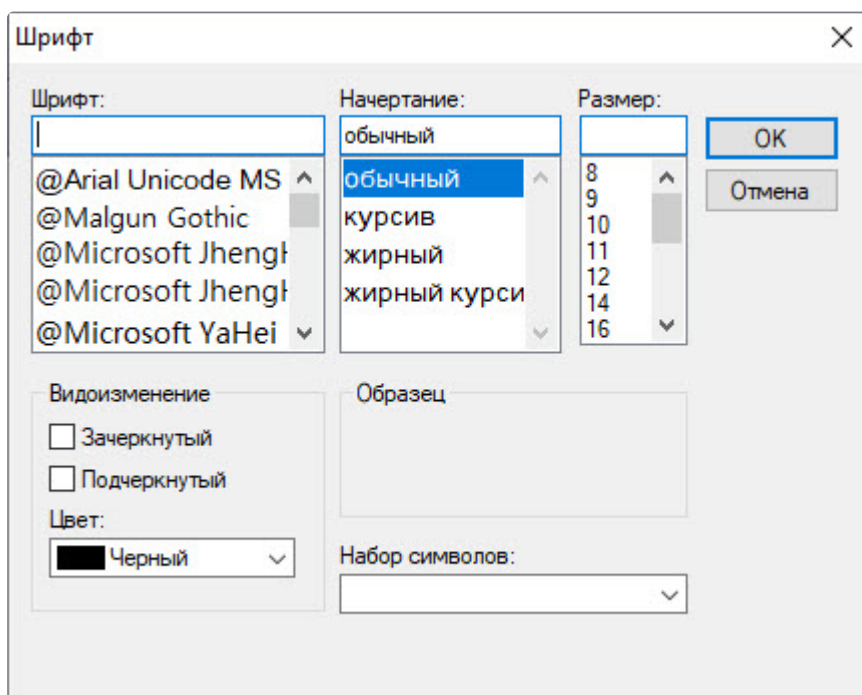 Шрифт
Шрифт:
Начертание:
Размер:
обычный
OK
@Arial Unicode MS
@Malgun Gothic
@Microsoft JhengH
@Microsoft JhengH
@Microsoft YaHei
обычный
курсив
жирный
жирный курси
8
9
10
11
12
14
16
Отмена
Видоизменение
Зачеркнутый
Подчеркнутый
Цвет:
Черный
Образец
Набор символов: